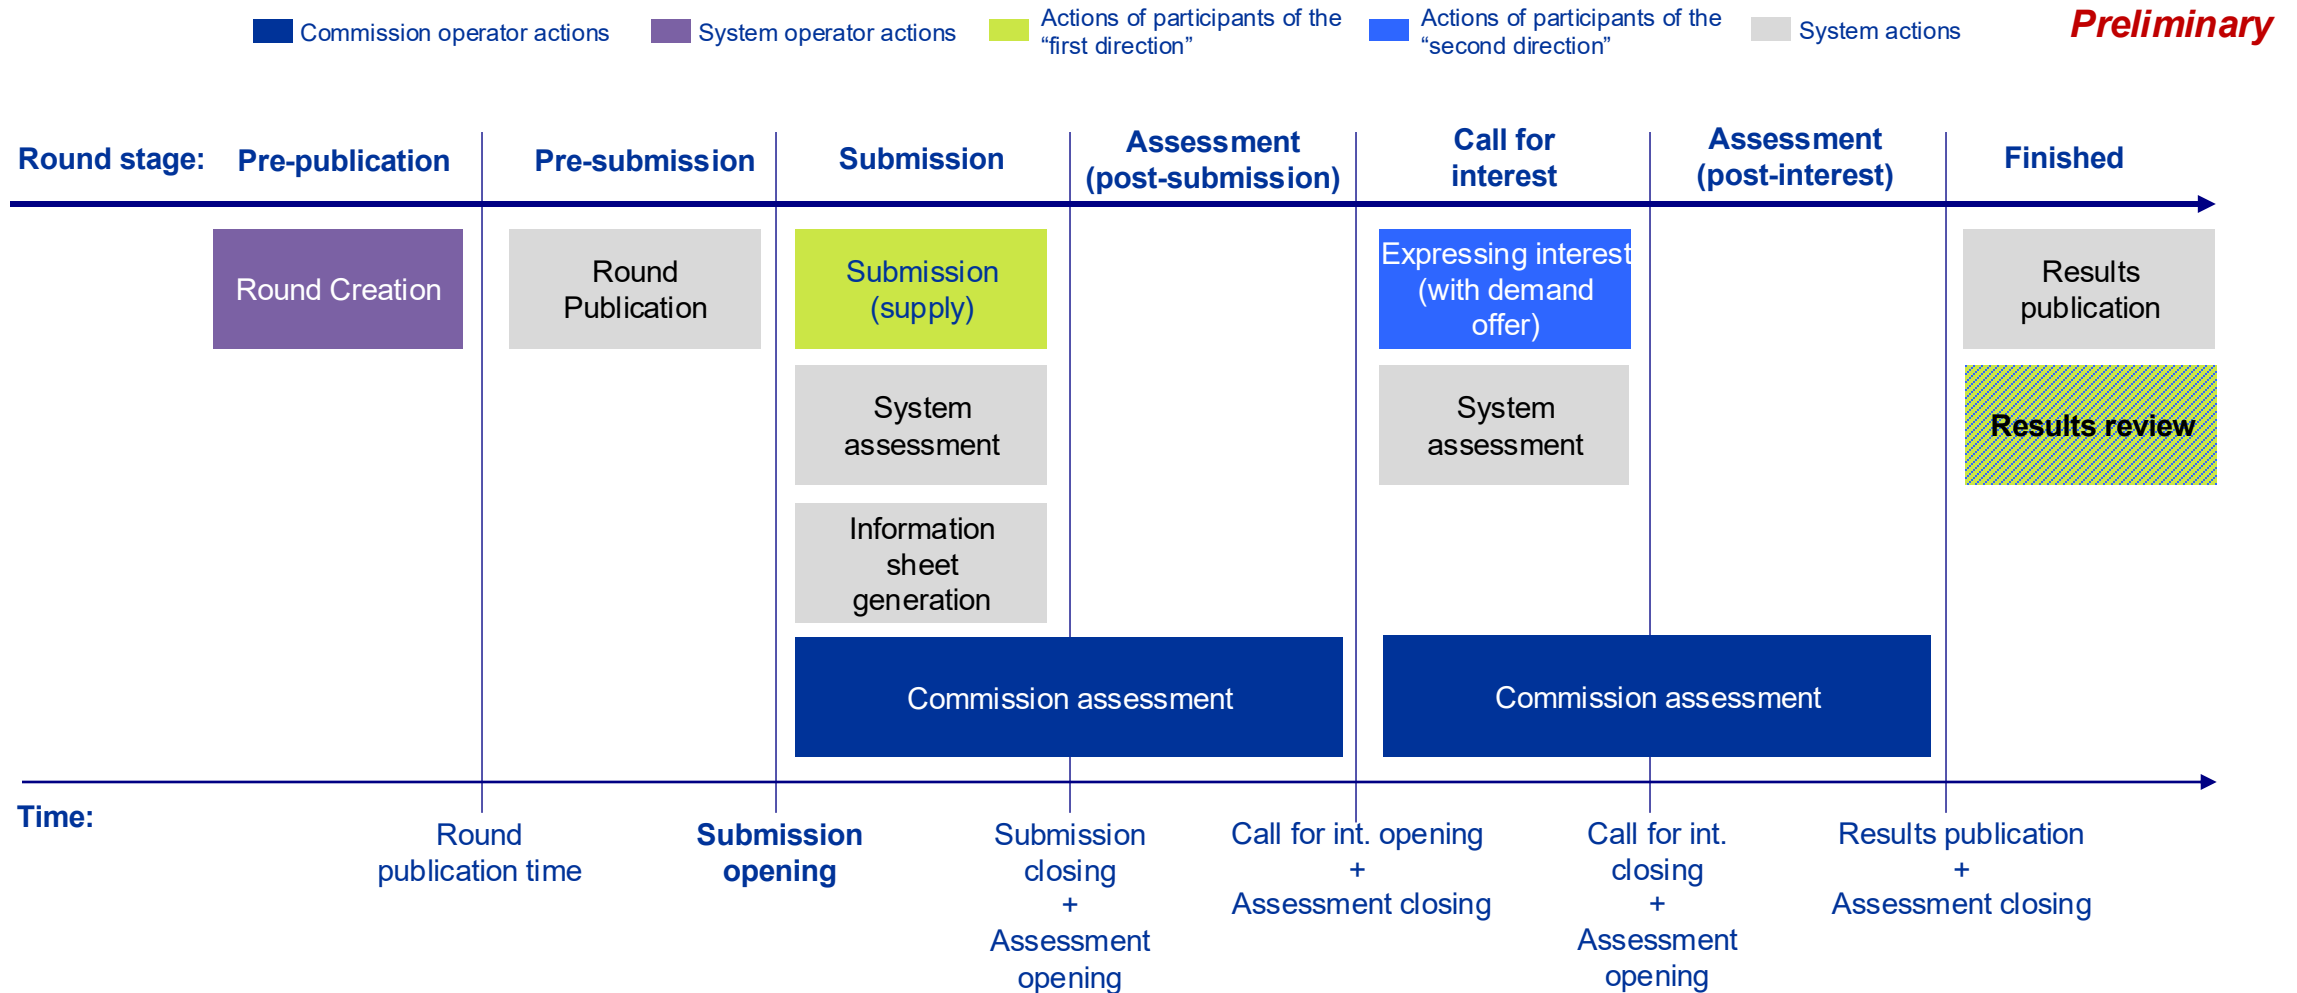 Commission operator actions
System operator actions
Actions of participants of the
“first direction”
Actions of participants of the
“second direction”
System actions
Preliminary
Round stage:
Pre-publication
Pre-submission
Submission
Assessment
(post-submission)
Call for
interest
Assessment
(post-interest)
Finished
Round Creation
Round
Publication
Submission
(supply)
Expressing interest
(with demand
offer)
Results
publication
System
assessment
System
assessment
Results review
Information
sheet
generation
Commission assessment
Commission assessment
Time:
Round
publication time
Submission
opening
Submission
closing
+
Assessment
opening
Call for int. opening
+
Assessment closing
Call for int.
closing
+
Assessment
opening
Results publication
+
Assessment closing